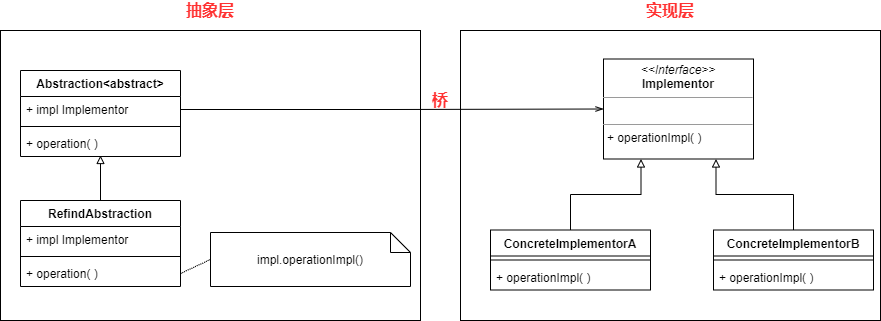 抽象层
实现层
Abstraction<abstract>
+ impl Implementor
+ operation( )
桥
<<Interface>>
Implementor
+ operationImpl( )
RefindAbstraction
+ impl Implementor
+ operation( )
impl.operationImpl()
ConcreteImplementorA
+ operationImpl( )
ConcreteImplementorB
+ operationImpl( )